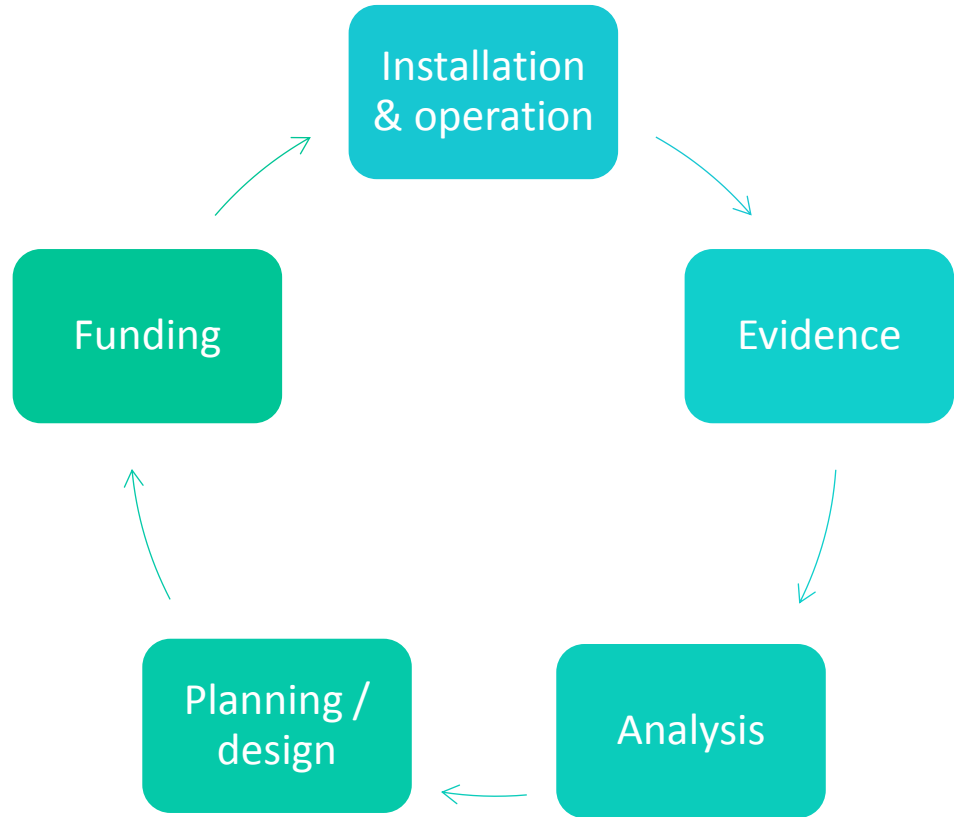 Installation
& operation
Evidence
Analysis
Planning /
design
Funding